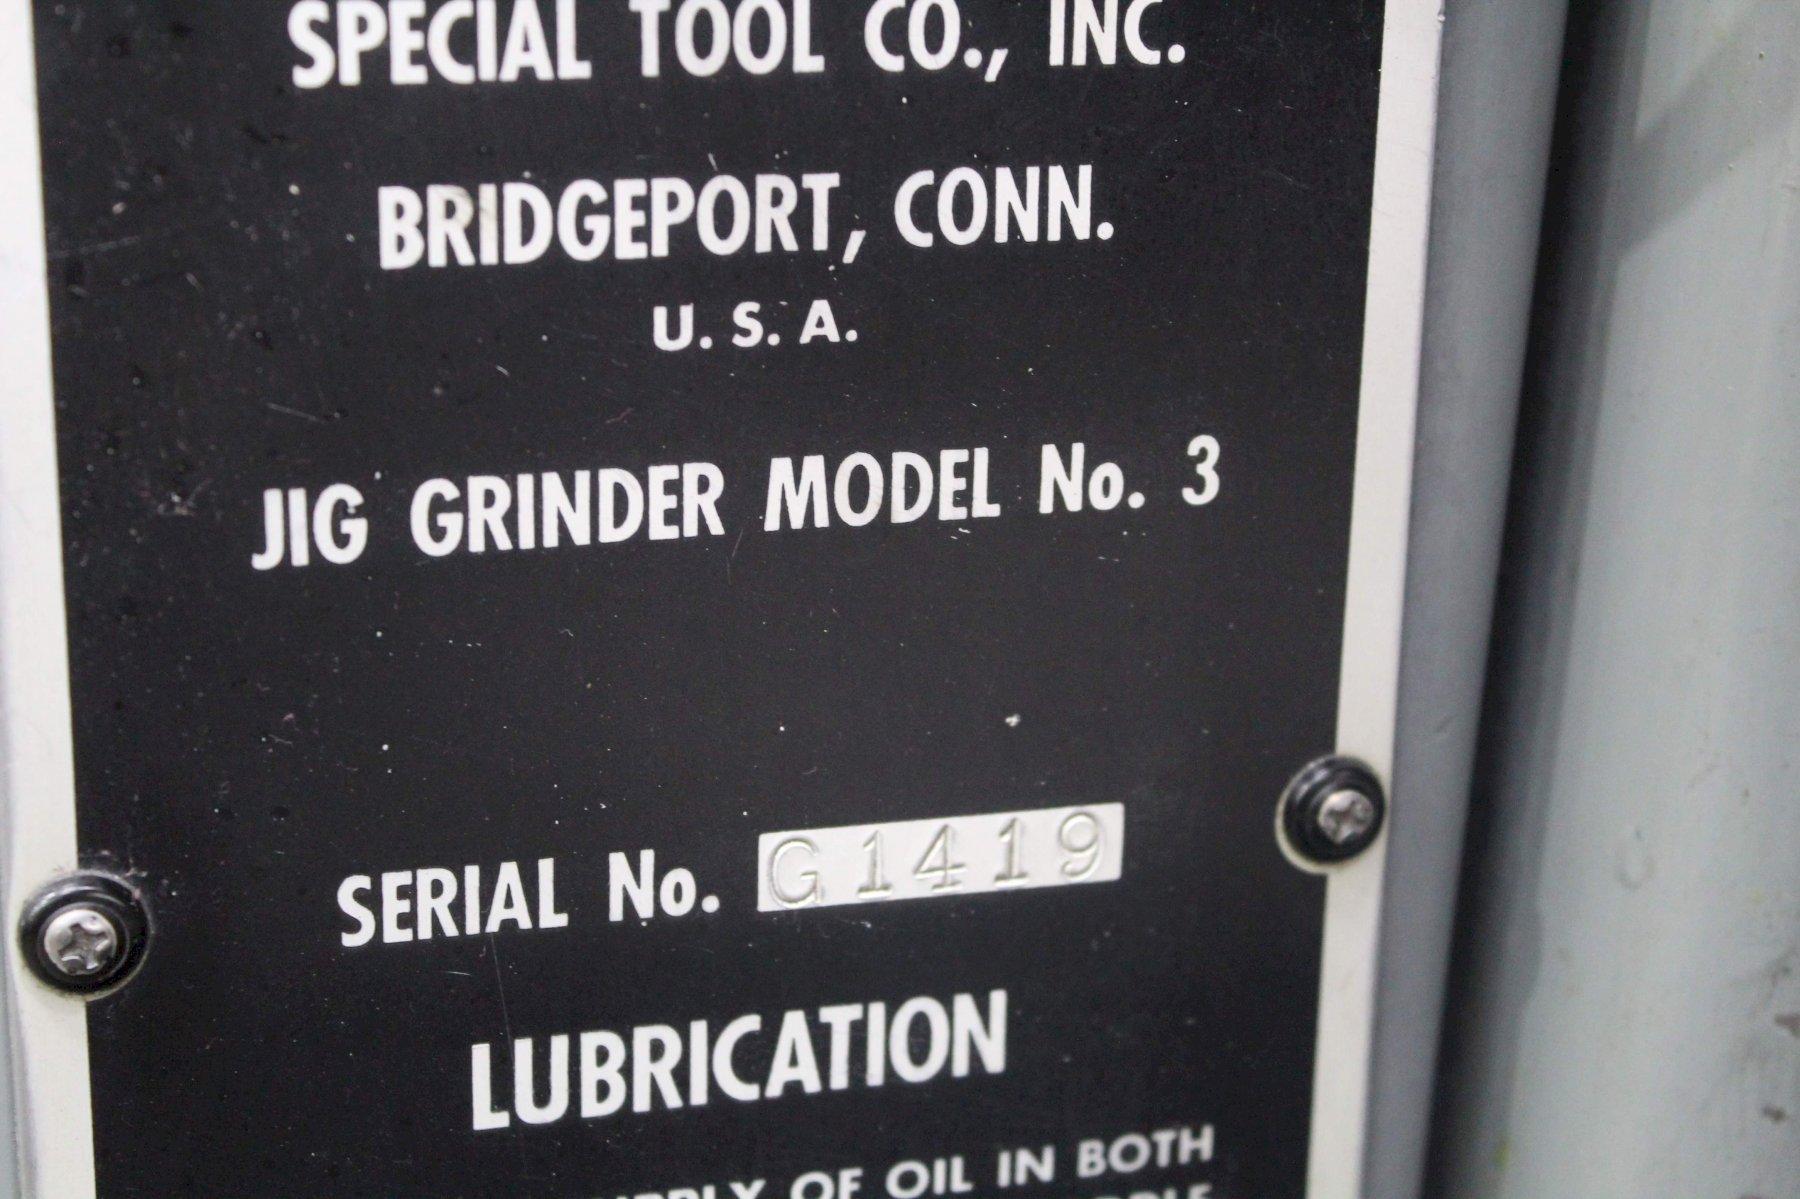 SPECIAL TOOL CO., INC.
BRIDGEPORT, CONN.
U. S. A.
JIG GRINDER MODEL No. 3
SERIAL No. G1419
LUBRICATION
OF OIL IN BOTH